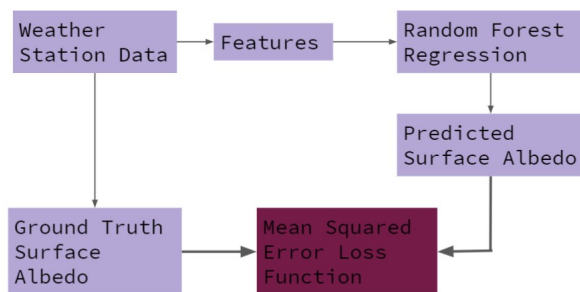 Weather
Station Data
Features
Random Forest
Regression
Predicted
Surface Albedo
Ground Truth
Surface
Albedo
Mean Squared
Error Loss
Function